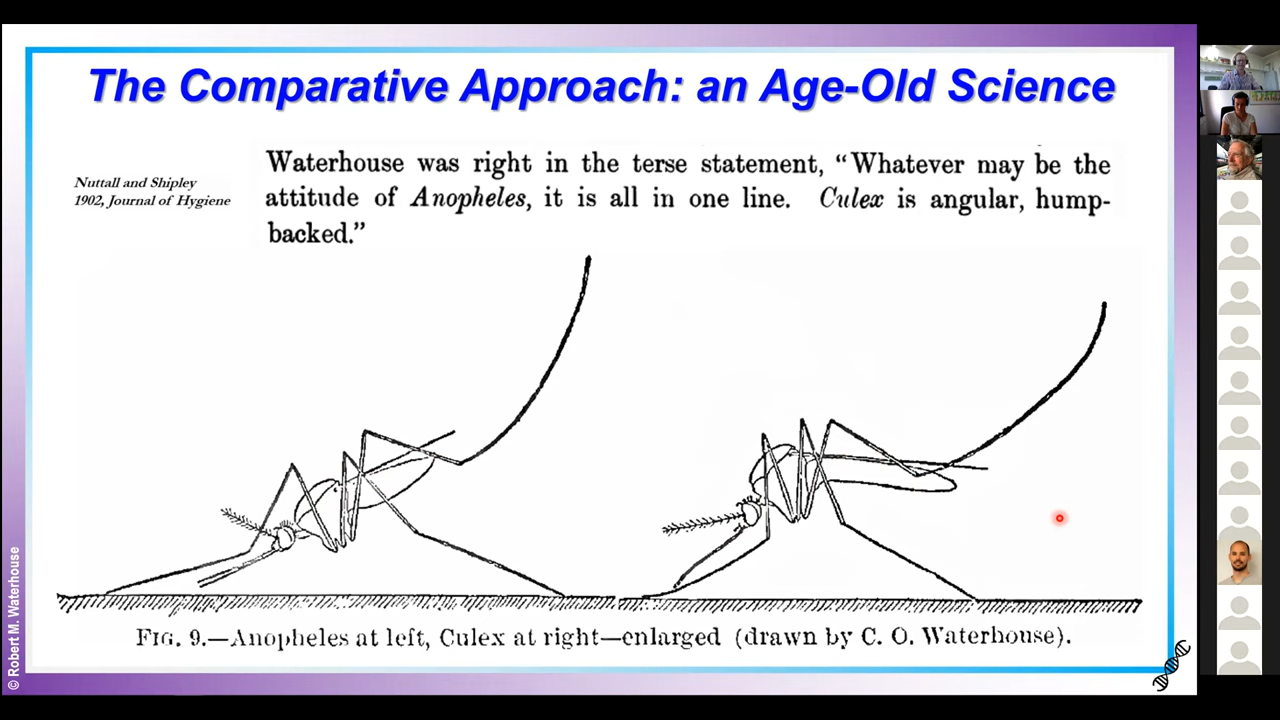 The Comparative Approach: an Age-Old Science
Nuttall and Shipley
1902, Journal of Hygiene
Waterhouse was right in the terse statement, “Whatever may be the
attitude of Anopheles, it is all in one line. Culex is angular, hump-
backed.”
FIG. 9.—Anopheles at left, Culex at right—enlarged (drawn by C. O. Waterhouse).
© Robert M. Waterhouse